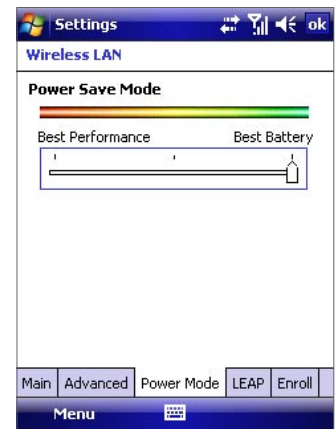 Settings ok
Wireless LAN
Power Save Mode
Best Performance Best Battery
Main Advanced Power Mode LEAP Enroll
Menu